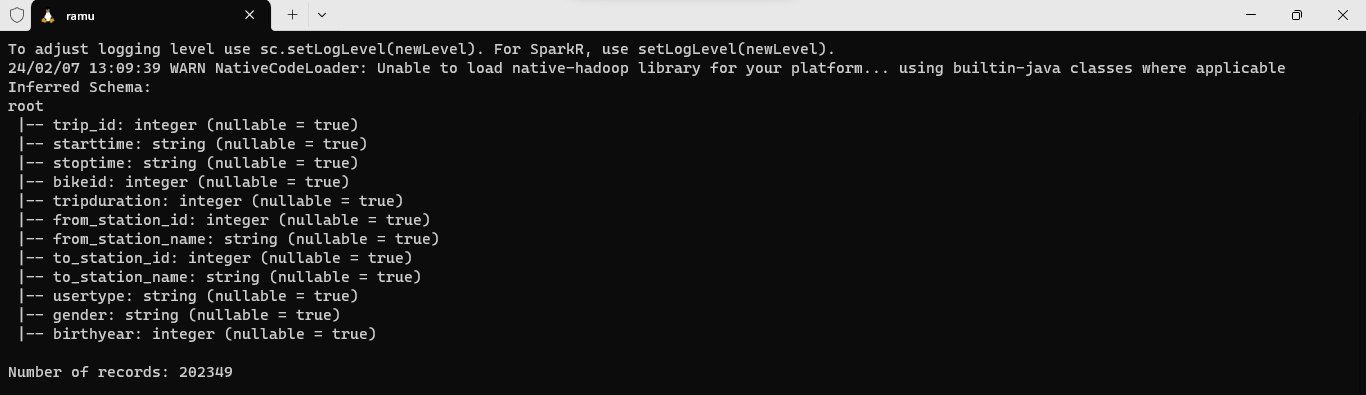 ramu
To adjust logging level use sc.setLogLevel(newLevel). For SparkR, use setLogLevel(newLevel).
24/02/07 13:09:39 WARN NativeCodeLoader: Unable to load native-hadoop library for your platform... using builtin-java classes where applicable
Inferred Schema:
root
 |-- trip_id: integer (nullable = true)
 |-- starttime: string (nullable = true)
 |-- stoptime: string (nullable = true)
 |-- bikeid: integer (nullable = true)
 |-- tripduration: integer (nullable = true)
 |-- from_station_id: integer (nullable = true)
 |-- from_station_name: string (nullable = true)
 |-- to_station_id: integer (nullable = true)
 |-- to_station_name: string (nullable = true)
 |-- usertype: string (nullable = true)
 |-- gender: string (nullable = true)
 |-- birthyear: integer (nullable = true)
Number of records: 202349